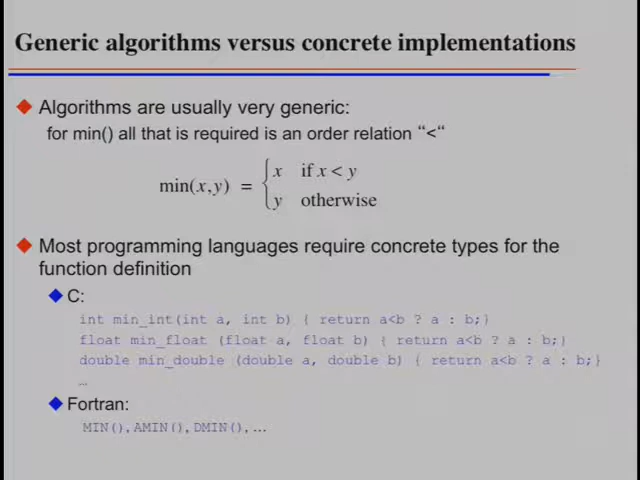 Generic algorithms versus concrete implementations
Algorithms are usually very generic:
for min() all that is required is an order relation "<"
min(x,y) = { x if x < y
y otherwise
Most programming languages require concrete types for the
function definition
C:
int min_int(int a, int b) { return a<b ? a : b;}
float min_float (float a, float b) { return a<b ? a : b;}
double min_double (double a, double b) { return a<b ? a : b;}
…
Fortran:
MIN(), AMIN(), DMIN(), …